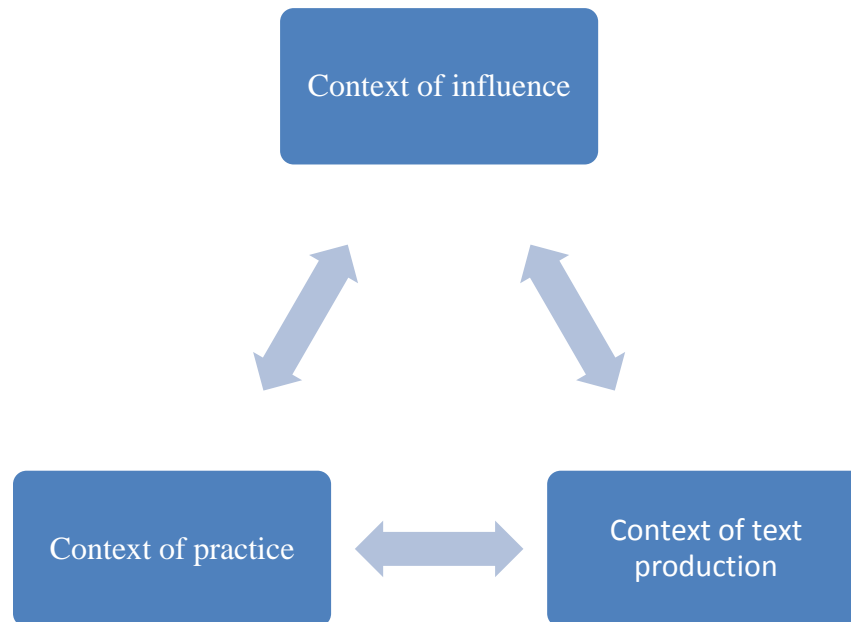 Context of influence
Context of practice
Context of text
production